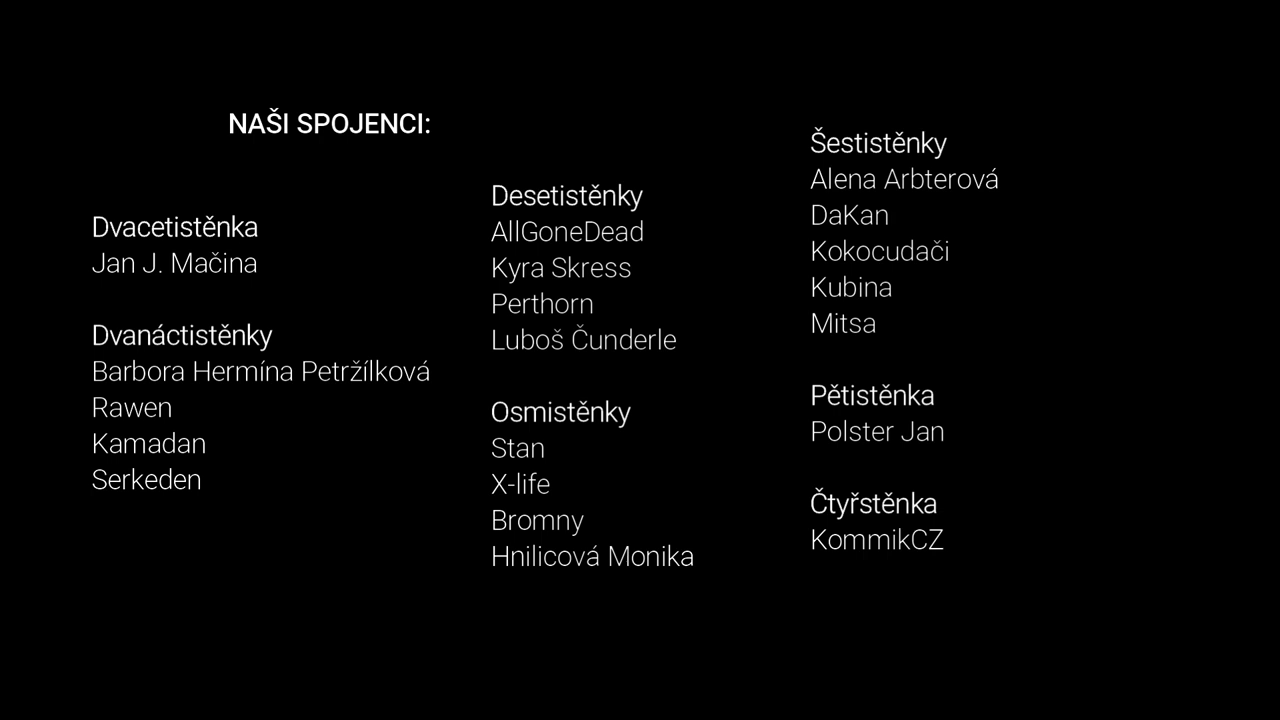 NAŠI SPOJENCI:
Dvacetistěnka
Jan J. Mačina
Dvanáctistěnky
Barbora Hermína Petržílková
Rawen
Kamadan
Serkeden
Desetistěnky
AllGoneDead
Kyra Skress
Perthorn
Luboš Čunderle
Osmistěnky
Stan
X-life
Bromny
Hnilicová Monika
Šestistěnky
Alena Arbterová
DaKan
Kokocudači
Kubina
Mitsa
Pětistěnka
Polster Jan
Čtyřstěnka
KommikCZ